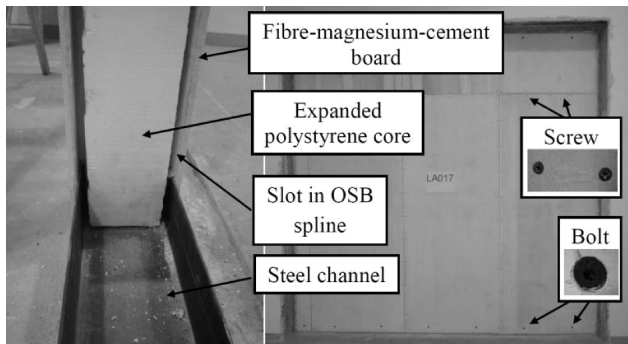 Fibre-magnesium-cement
board
Expanded
polystyrene core
Slot in OSB
spline
Steel channel
Screw
LA017
Bolt